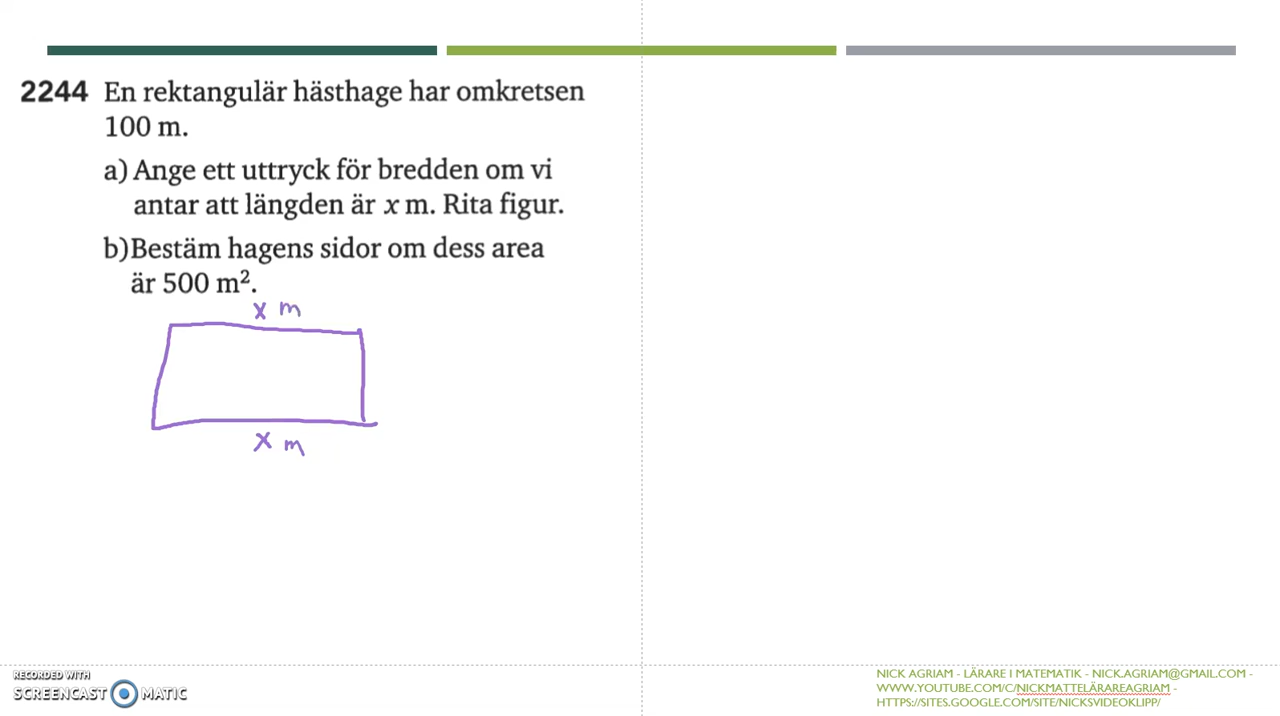 2244 En rektangulär hästhage har omkretsen
100 m.
a) Ange ett uttryck för bredden om vi
antar att längden är x m. Rita figur.
b) Bestäm hagens sidor om dess area
är 500 m².
x m
x m
RECORDED WITH
SCREENCAST MATIC
NICK AGRIAM - LÄRARE I MATEMATIK - NICK.AGRIAM@GMAIL.COM -
WWW.YOUTUBE.COM/C/NICKMATTELÄRAREAGRIAM -
HTTPS://SITES.GOOGLE.COM/SITE/NICKSVIDEOKLIPP/